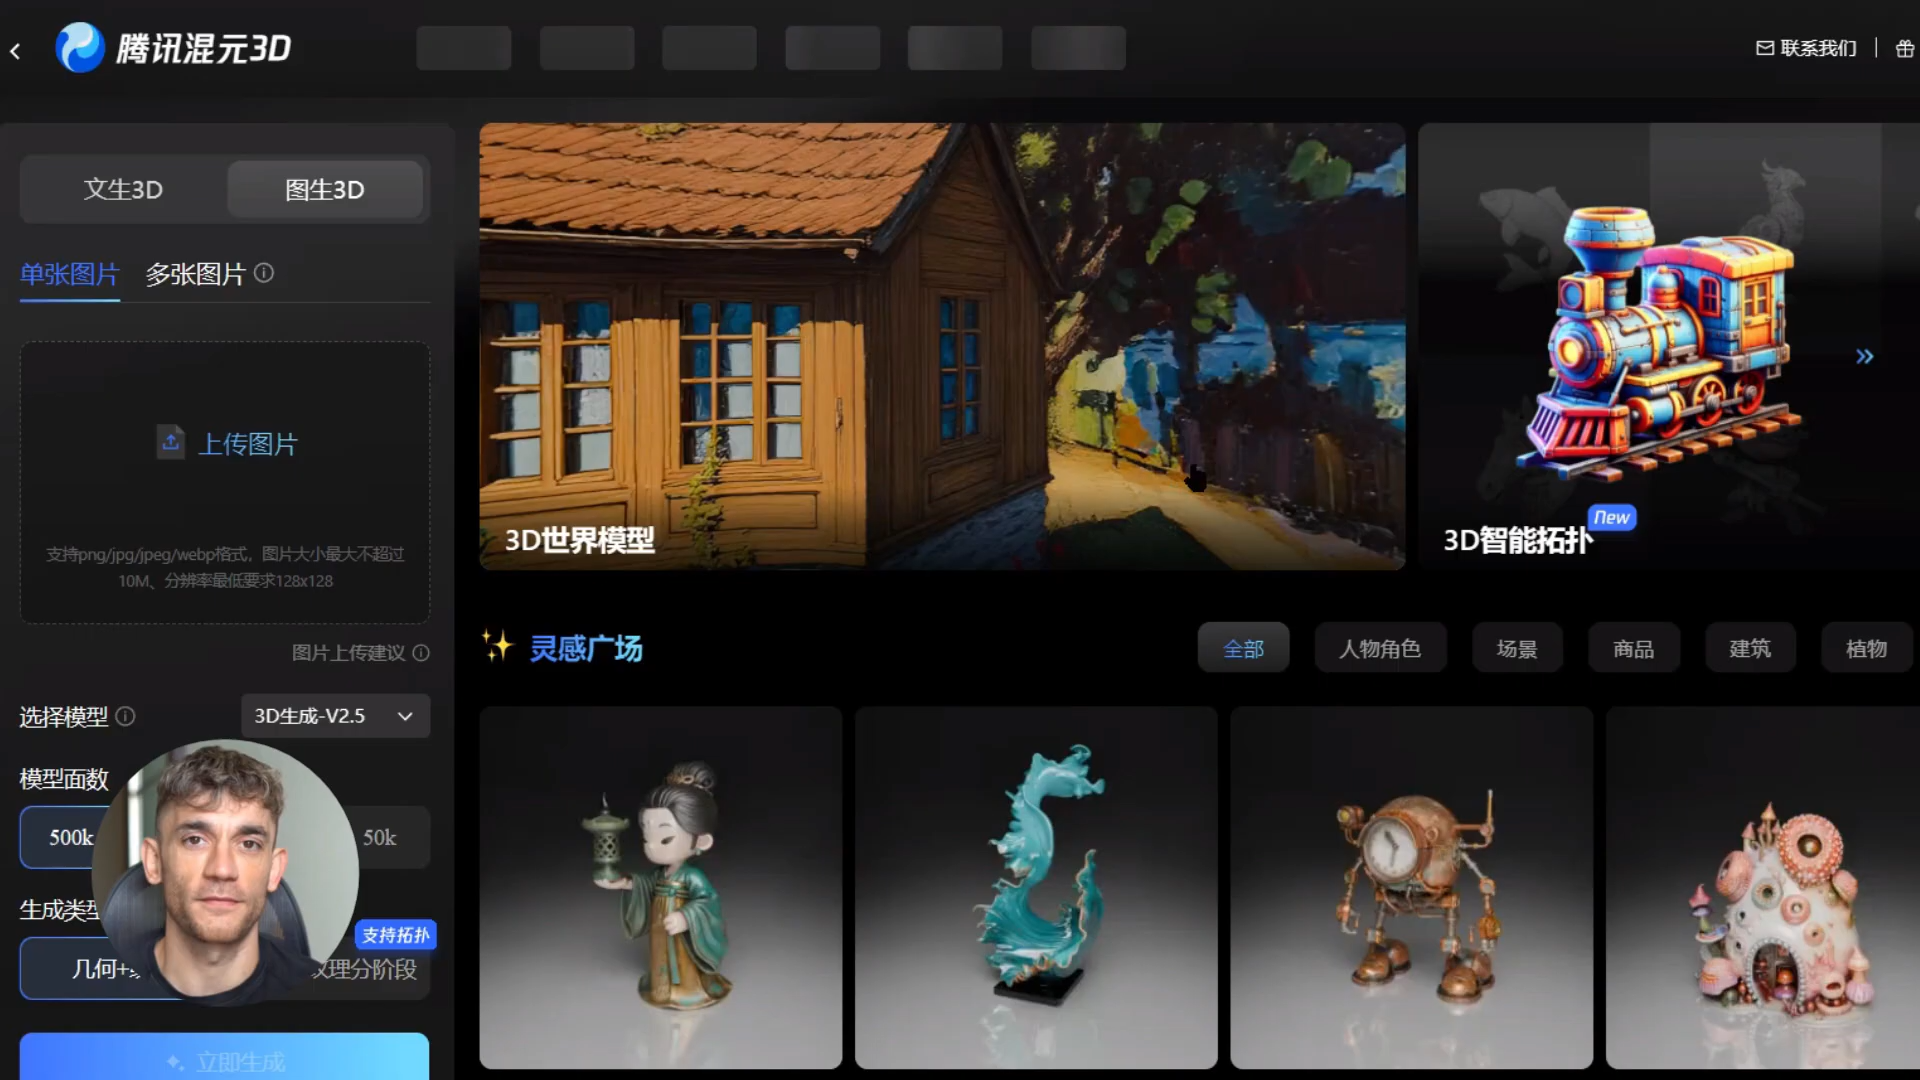 腾讯混元3D
联系我们
文生3D
图生3D
单张图片
多张图片
上传图片
支持png/jpg/jpeg/webp格式，图片大小最大不超过
10M、分辨率最低要求128x128
图片上传建议
选择模型
3D生成-V2.5
模型面数
500k
50k
生成类型
支持拓扑
几何+
理分阶段
立即生成
3D世界模型
3D智能拓扑
New
灵感广场
全部
人物角色
场景
商品
建筑
植物